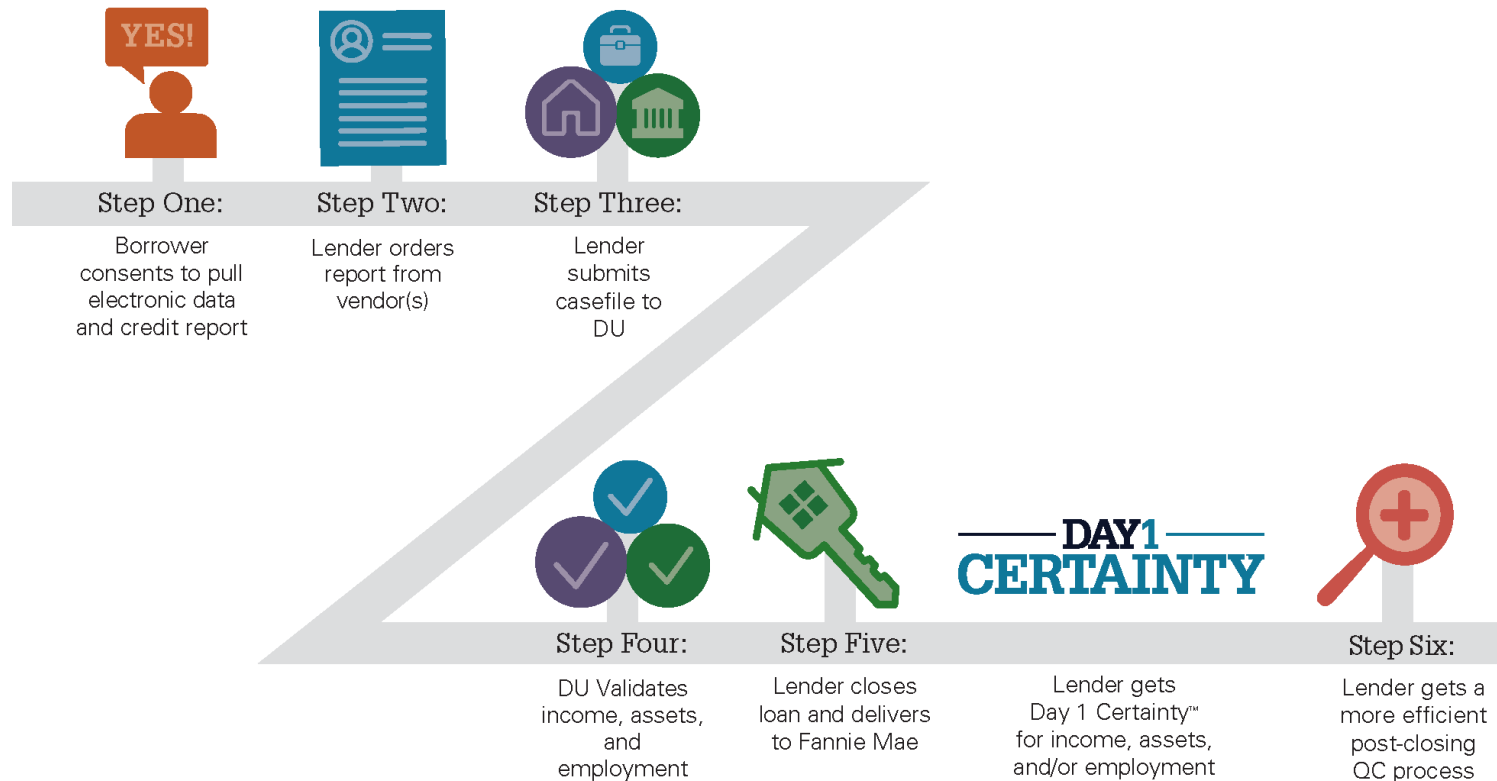 YES!
Step One:
Borrower
consents to pull
electronic data
and credit report
Step Two:
Lender orders
report from
vendor(s)
Step Three:
Lender
submits
casefile to
DU
Step Four:
DU Validates
income, assets,
and
employment
Step Five:
Lender closes
loan and delivers
to Fannie Mae
DAY1
CERTAINTY
Lender gets
Day 1 Certainty™
for income, assets,
and/or employment
Step Six:
Lender gets a
more efficient
post-closing
QC process